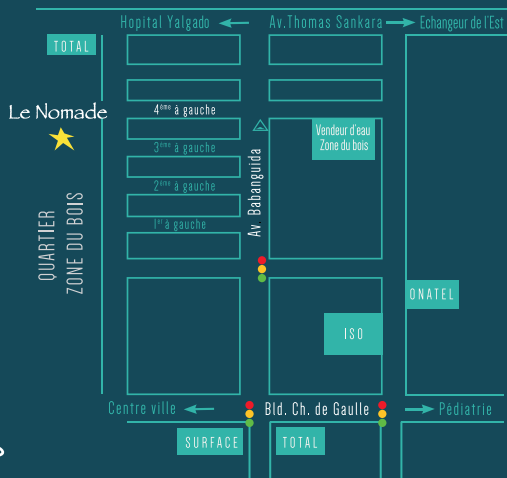 Hopital Yalgado
Av.Thomas Sankara
Echangeur de l'Est
TOTAL
Le Nomade
4ème à gauche
3ème à gauche
2ème à gauche
1er à gauche
Av. Babanguida
Vendeur d'eau
Zone du bois
QUARTIER
ZONE DU BOIS
ONATEL
ISO
Centre ville
Bld. Ch. de Gaulle
Pédiatrie
SURFACE
TOTAL